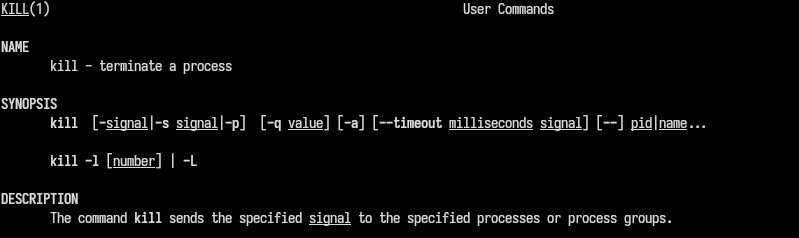 KILL(1) User Commands
NAME
kill - terminate a process
SYNOPSIS
kill [-signal|-s signal|-p] [-q value] [-a] [--timeout milliseconds signal] [--] pid|name...
kill -l [number] | -L
DESCRIPTION
The command kill sends the specified signal to the specified processes or process groups.